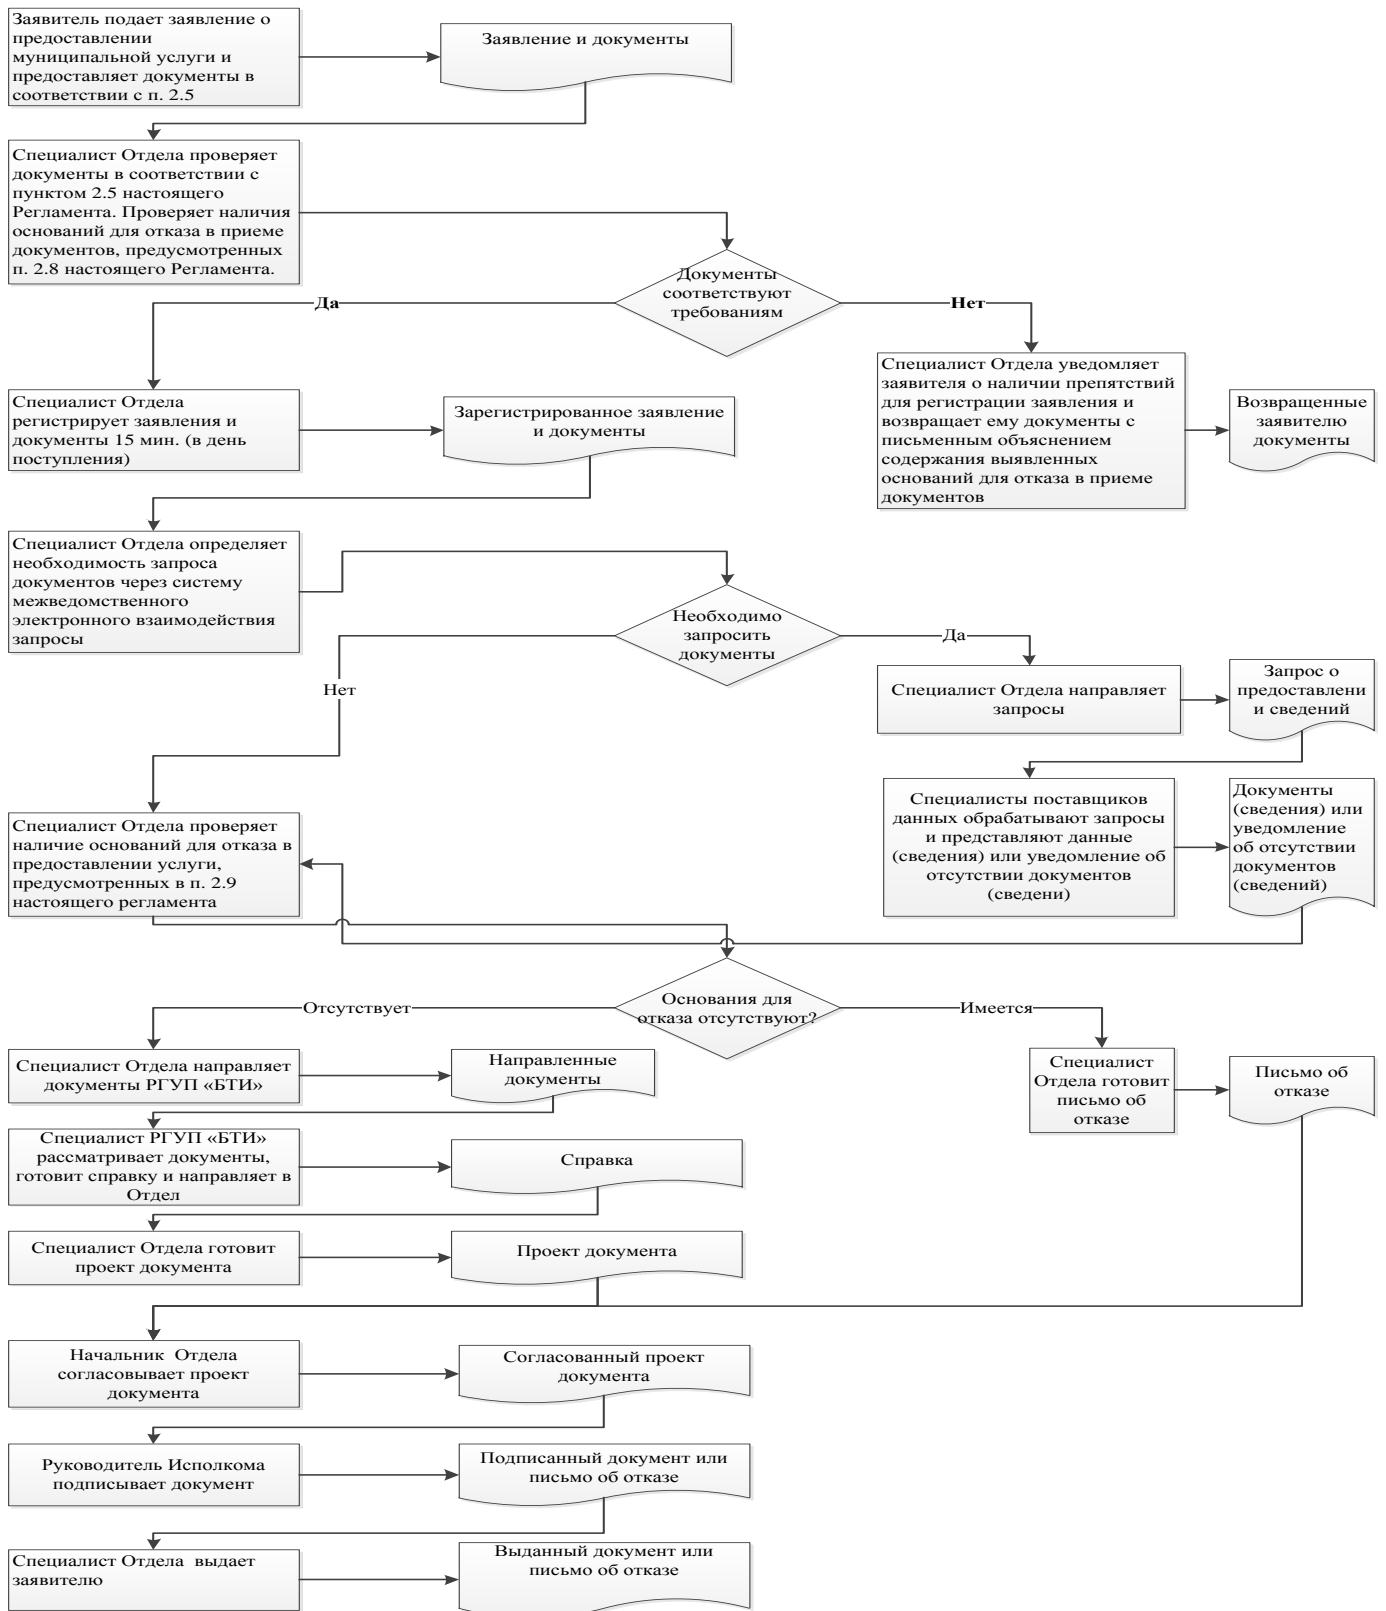 Заявитель подает заявление о
предоставлении
муниципальной услуги и
предоставляет документы в
соответствии с п. 2.5
Заявление и документы
Специалист Отдела проверяет
документы в соответствии с
пунктом 2.5 настоящего
Регламента. Проверяет наличия
оснований для отказа в приеме
документов, предусмотренных
п. 2.8 настоящего Регламента.
Документы
соответствуют
требованиям
Да
Нет
Специалист Отдела
регистрирует заявления и
документы 15 мин. (в день
поступления)
Зарегистрированное заявление
и документы
Специалист Отдела уведомляет
заявителя о наличии препятствий
для регистрации заявления и
возвращает ему документы с
письменным объяснением
содержания выявленных
оснований для отказа в приеме
документов
Возвращенные
заявителю
документы
Специалист Отдела определяет
необходимость запроса
документов через систему
межведомственного
электронного взаимодействия
запросы
Необходимо
запросить
документы
Да
Нет
Специалист Отдела направляет
запросы
Запрос о
предоставлени
и сведений
Специалисты поставщиков
данных обрабатывают запросы
и представляют данные
(сведения) или уведомление об
отсутствии документов
(сведени)
Документы
(сведения) или
уведомление
об отсутствии
документов
(сведений)
Специалист Отдела проверяет
наличие оснований для отказа в
предоставлении услуги,
предусмотренных в п. 2.9
настоящего регламента
Основания для
отказа отсутствуют?
Отсутствует
Имеется
Специалист Отдела направляет
документы РГУП «БТИ»
Направленные
документы
Специалист
Отдела готовит
письмо об
отказе
Письмо об
отказе
Специалист РГУП «БТИ»
рассматривает документы,
готовит справку и направляет в
Отдел
Справка
Специалист Отдела готовит
проект документа
Проект документа
Начальник  Отдела
согласовывает проект
документа
Согласованный проект
документа
Руководитель Исполкома
подписывает документ
Подписанный документ или
письмо об отказе
Специалист Отдела  выдает
заявителю
Выданный документ или
письмо об отказе